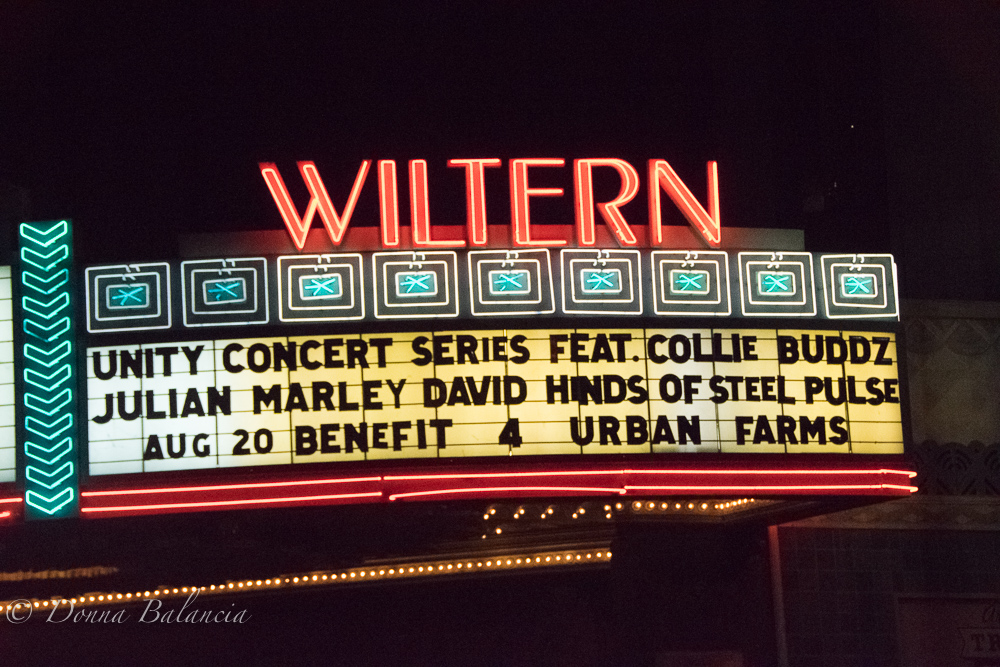 WILTERN
UNITY CONCERT SERIES FEAT. COLLIE BUDDZ
JULIAN MARLEY DAVID HINDS OF STEEL PULSE
AUG 20 BENEFIT 4 URBAN FARMS
© Donna Balancia